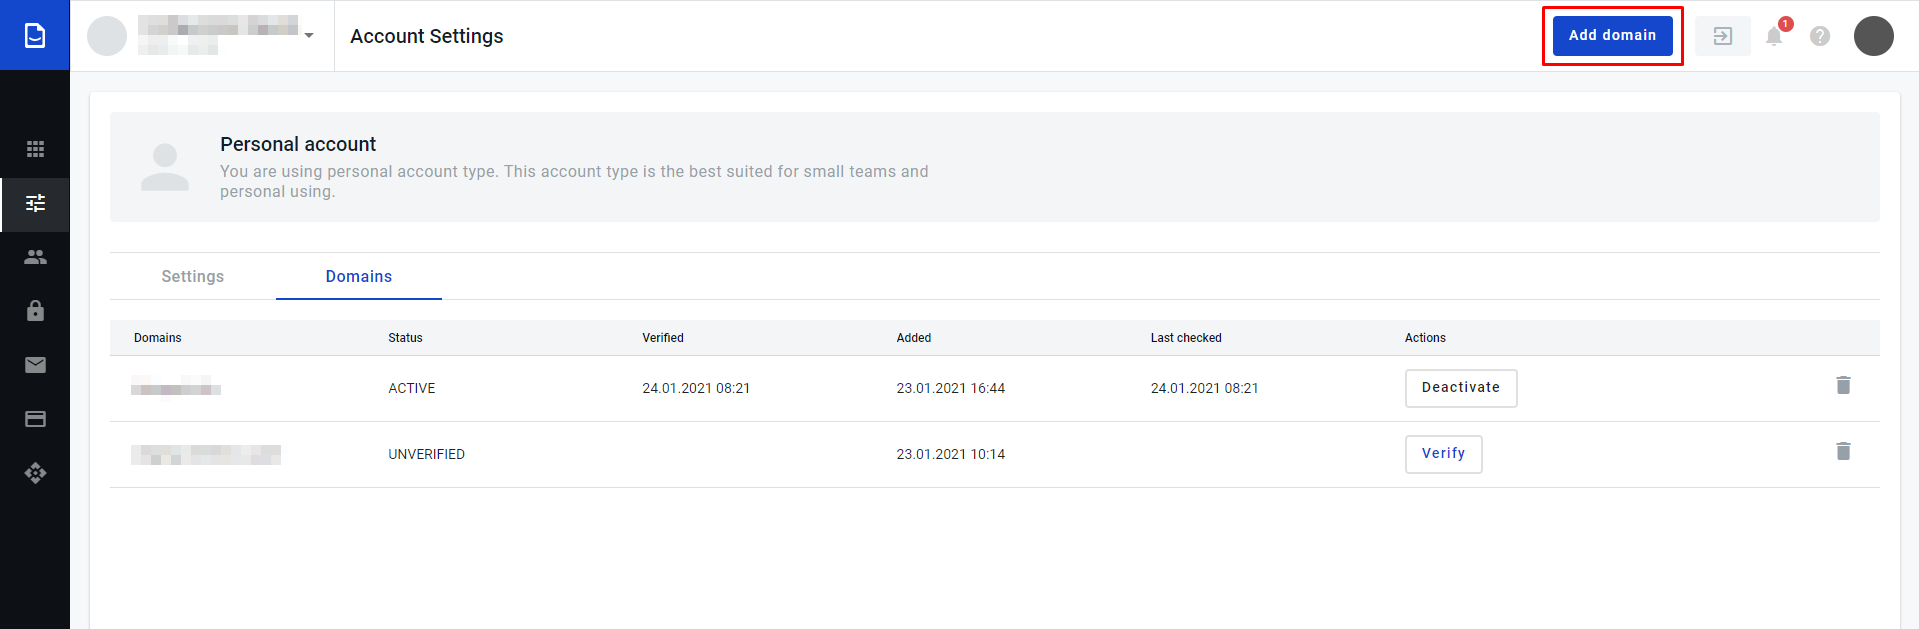 Account Settings
Add domain
1
Personal account
You are using personal account type. This account type is the best suited for small teams and
personal using.
Settings Domains
Domains Status Verified Added Last checked Actions
ACTIVE 24.01.2021 08:21 23.01.2021 16:44 24.01.2021 08:21 Deactivate
UNVERIFIED 23.01.2021 10:14 Verify